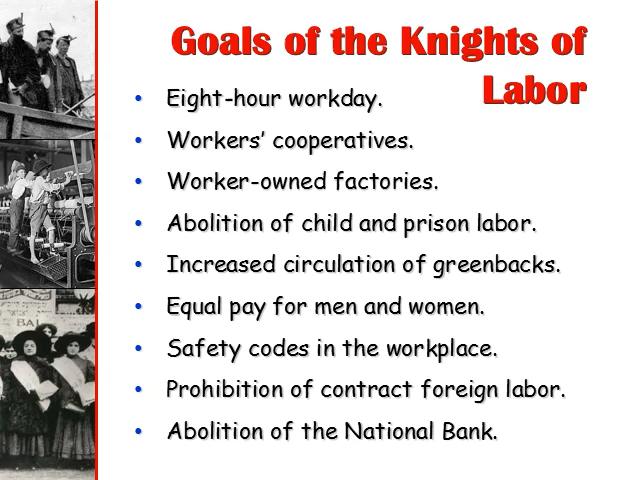 Goals of the Knights of
Labor
• Eight-hour workday.
• Workers’ cooperatives.
• Worker-owned factories.
• Abolition of child and prison labor.
• Increased circulation of greenbacks.
• Equal pay for men and women.
• Safety codes in the workplace.
• Prohibition of contract foreign labor.
• Abolition of the National Bank.